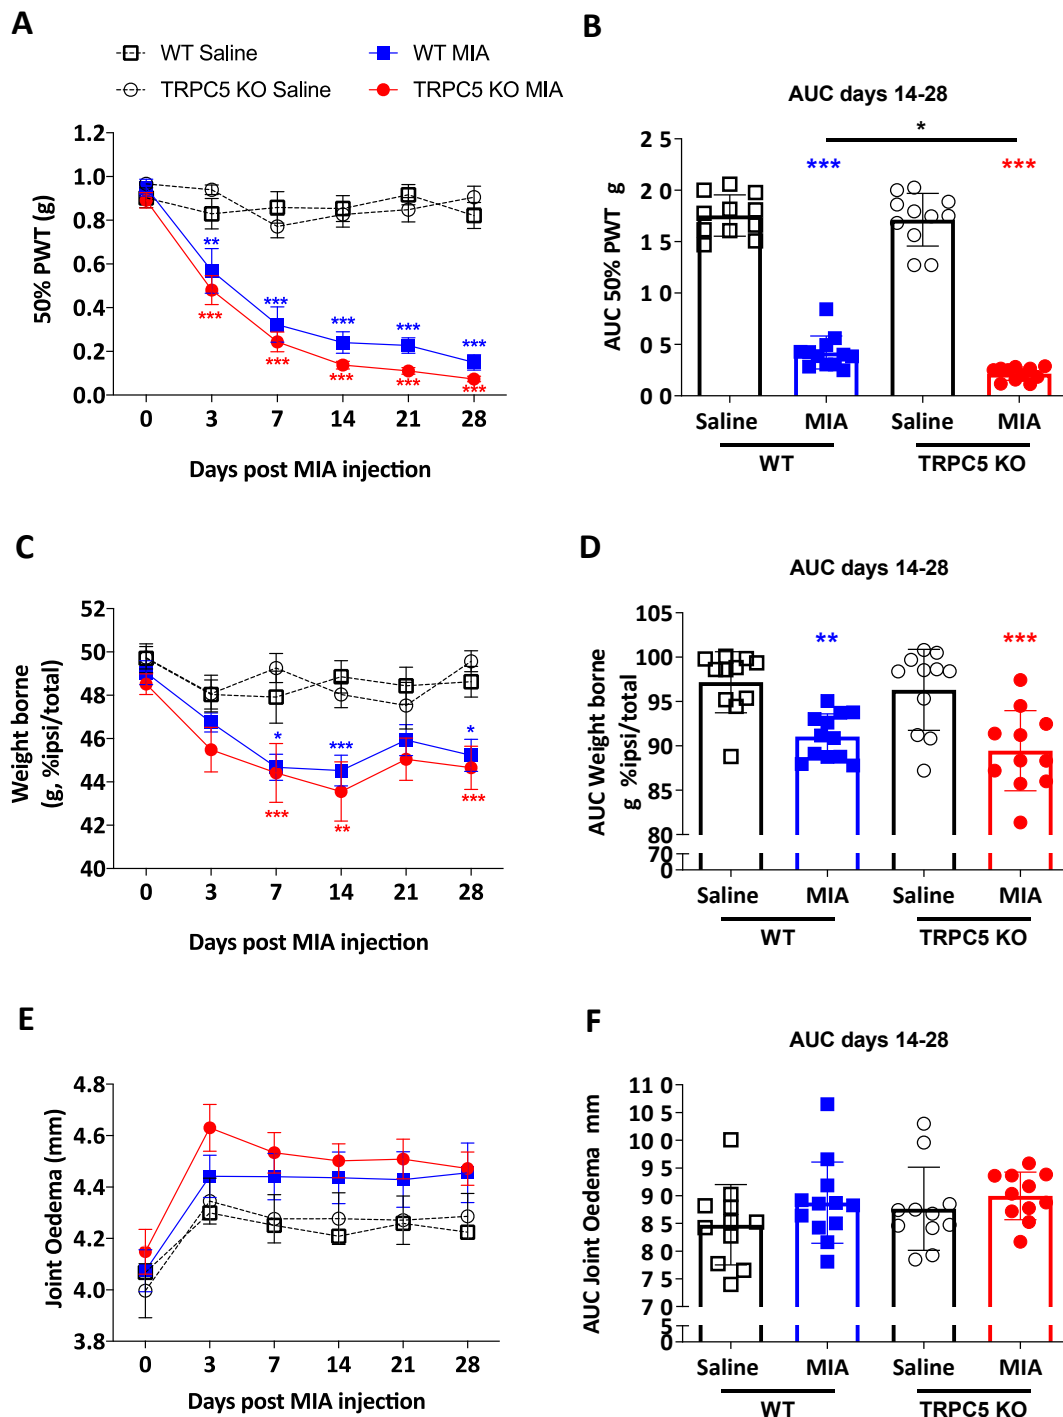 A
WT Saline
WT MIA
TRPC5 KO Saline
TRPC5 KO MIA
50% PWT (g)
1.2
1.0
0.8
0.6
0.4
0.2
0.0
**
***
***
***
***
***
***
***
***
***
0 3 7 14 21 28
Days post MIA injection
B
AUC days 14-28
*
*** ***
AUC 50% PWT g
2 5
2 0
1 5
1 0
0 5
0 0
Saline MIA Saline MIA
WT TRPC5 KO
C
Weight borne
(g, %ipsi/total)
52
50
48
46
44
42
40
* *** *
*** ** ***
0 3 7 14 21 28
Days post MIA injection
D
AUC days 14-28
** ***
AUC Weight borne
g %ipsi/total
105
100
95
90
85
80
70
0
Saline MIA Saline MIA
WT TRPC5 KO
E
Joint Oedema (mm)
4.8
4.6
4.4
4.2
4.0
3.8
0 3 7 14 21 28
Days post MIA injection
F
AUC days 14-28
AUC Joint Oedema mm
11 0
10 5
10 0
9 5
9 0
8 5
8 0
7 5
7 0
5
0
Saline MIA Saline MIA
WT TRPC5 KO